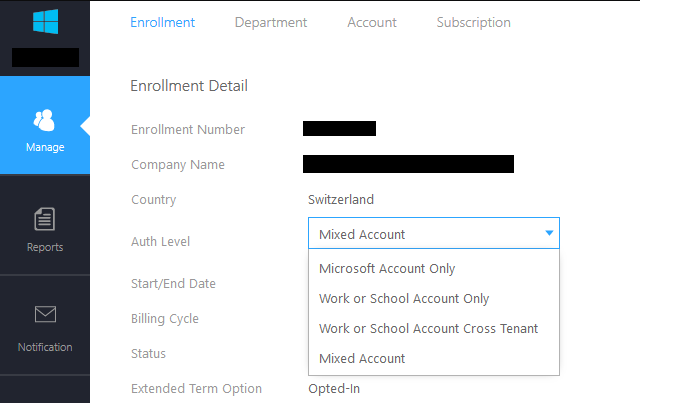 Enrollment Department Account Subscription
Enrollment Detail
Manage
Enrollment Number
Company Name
Country Switzerland
Auth Level Mixed Account
Reports
Microsoft Account Only
Start/End Date
Work or School Account Only
Billing Cycle
Work or School Account Cross Tenant
Notification
Status
Mixed Account
Extended Term Option Opted-In